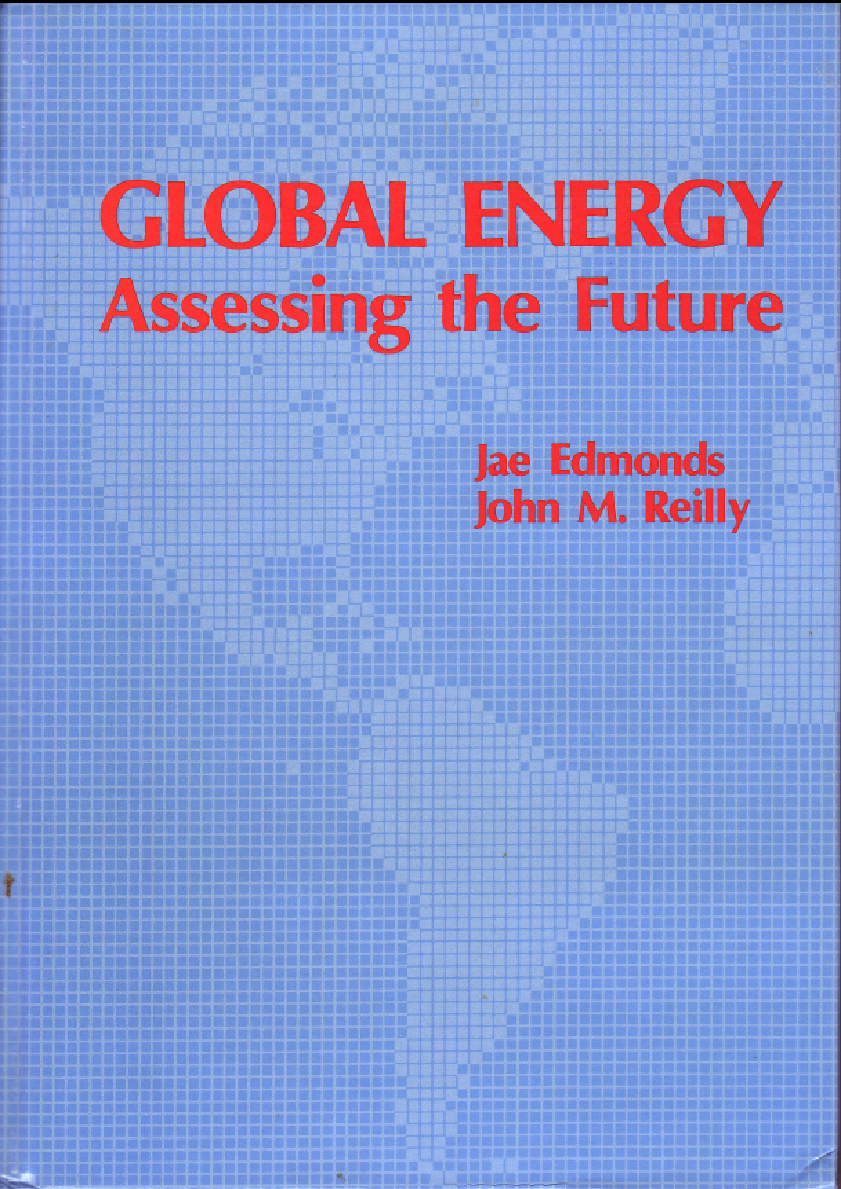 GLOBAL ENERGY
Assessing the Future
Jae Edmonds
John M. Reilly